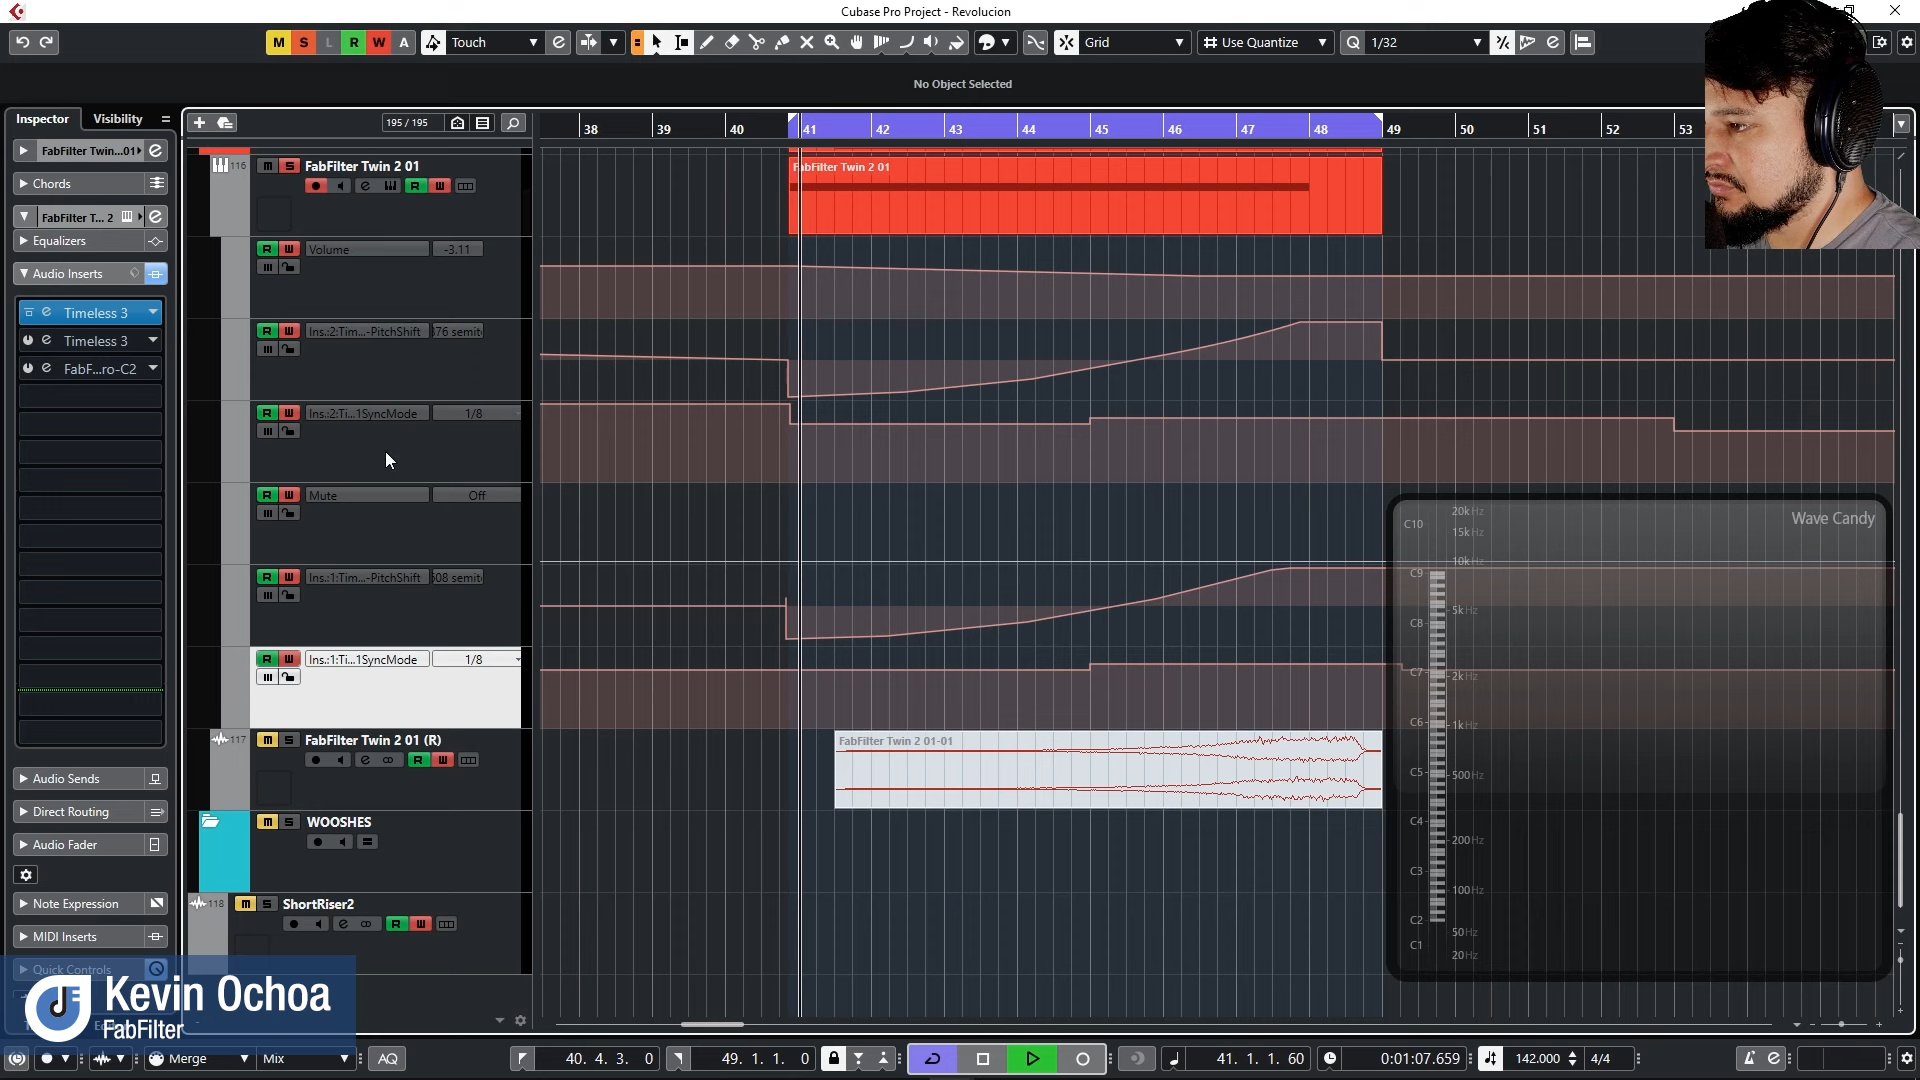 Cubase Pro Project - Revolucion
M S L R W A Touch Grid Use Quantize Q 1/32
No Object Selected
Inspector Visibility
195 / 195
38 39 40 41 42 43 44 45 46 47 48 49 50 51 52 53
FabFilter Twin...01
Chords
FabFilter T... 2
Equalizers
Audio Inserts
Timeless 3
Timeless 3
FabF...ro-C2
Audio Sends
Direct Routing
Audio Fader
Note Expression
MIDI Inserts
Quick Controls
116 m S FabFilter Twin 2 01
R W
FabFilter Twin 2 01
R W Volume -3.11
R W Ins.:2:Tim...-PitchShift 376 semit
R W Ins.:2:Ti...1SyncMode 1/8
R W Mute Off
R W Ins.:1:Tim...-PitchShift 508 semit
R W Ins.:1:Ti...1SyncMode 1/8
117 m S FabFilter Twin 2 01 (R)
R W
FabFilter Twin 2 01-01
m S WOOSHES
118 m S ShortRiser2
R W
Wave Candy
C10
C9
C8
C7
C6
C5
C4
C3
C2
C1
20kHz
15kHz
10kHz
5kHz
2kHz
1kHz
500Hz
200Hz
100Hz
50Hz
20Hz
Kevin Ochoa
FabFilter
Merge Mix AQ 40. 4. 3. 0 49. 1. 1. 0 41. 1. 1. 60 0:01:07.659 142.000 4/4